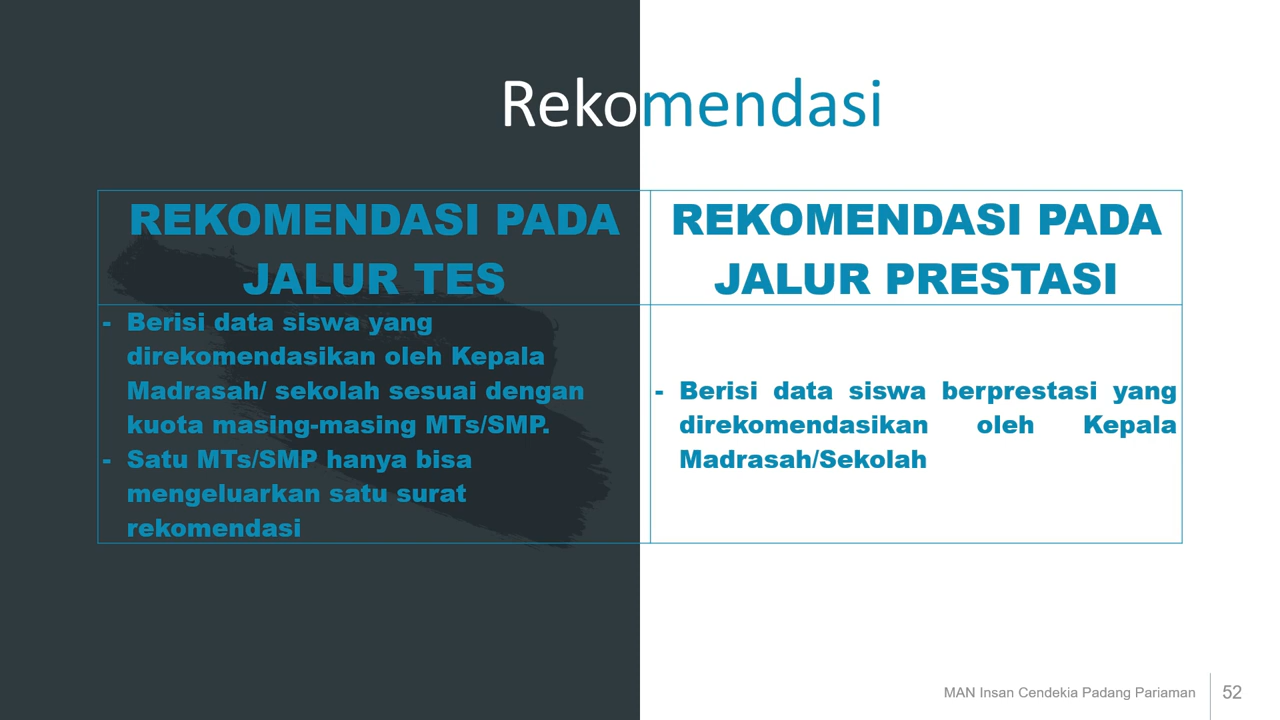 Rekomendasi
REKOMENDASI PADA
JALUR TES
REKOMENDASI PADA
JALUR PRESTASI
- Berisi data siswa yang
direkomendasikan oleh Kepala
Madrasah/ sekolah sesuai dengan
kuota masing-masing MTs/SMP.
- Satu MTs/SMP hanya bisa
mengeluarkan satu surat
rekomendasi
- Berisi data siswa berprestasi yang
direkomendasikan oleh Kepala
Madrasah/Sekolah
MAN Insan Cendekia Padang Pariaman
52